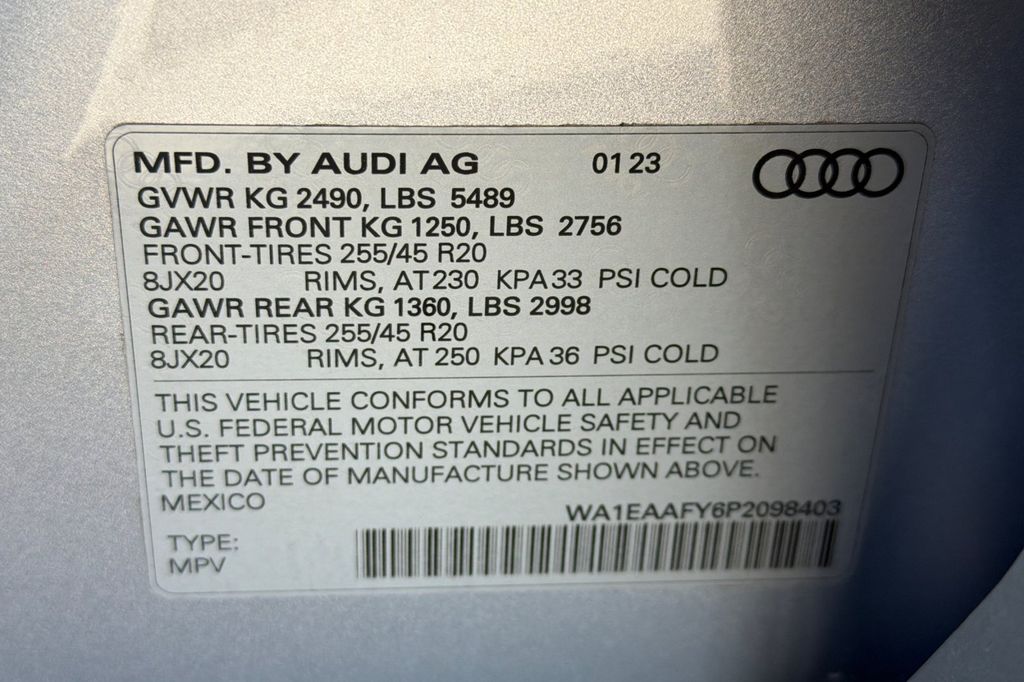 MFD. BY AUDI AG 01 23
GVWR KG 2490, LBS 5489
GAWR FRONT KG 1250, LBS 2756
FRONT-TIRES 255/45 R20
8JX20 RIMS, AT 230 KPA 33 PSI COLD
GAWR REAR KG 1360, LBS 2998
REAR-TIRES 255/45 R20
8JX20 RIMS, AT 250 KPA 36 PSI COLD
THIS VEHICLE CONFORMS TO ALL APPLICABLE
U.S. FEDERAL MOTOR VEHICLE SAFETY AND
THEFT PREVENTION STANDARDS IN EFFECT ON
THE DATE OF MANUFACTURE SHOWN ABOVE.
MEXICO
WA1EAAFY6P2098403
TYPE:
MPV